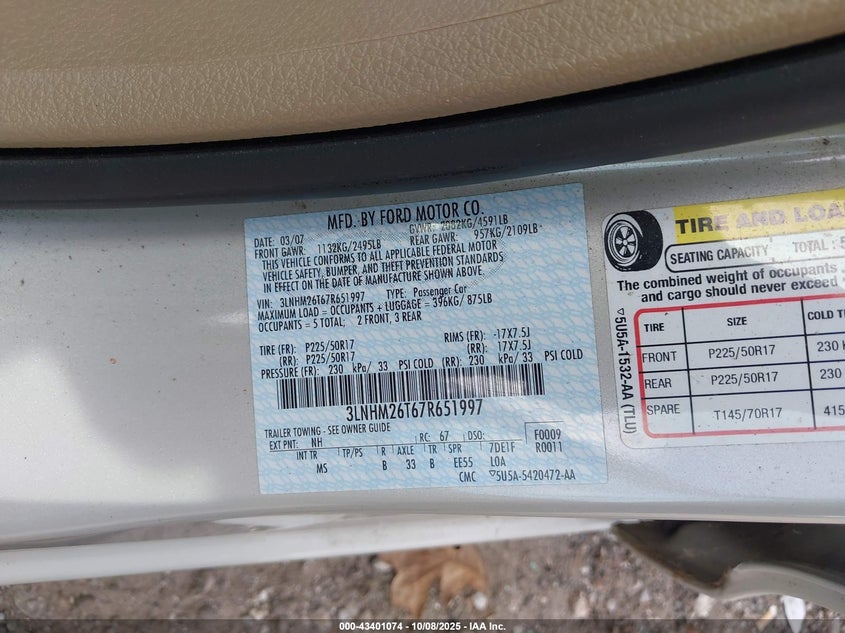 MFD. BY FORD MOTOR CO.
DATE: 03/07 GVWR: 2082KG/4591LB
FRONT GAWR: 1132KG/2495LB REAR GAWR: 957KG/2109LB
THIS VEHICLE CONFORMS TO ALL APPLICABLE FEDERAL MOTOR
VEHICLE SAFETY, BUMPER, AND THEFT PREVENTION STANDARDS
IN EFFECT ON THE DATE OF MANUFACTURE SHOWN ABOVE.
VIN: 3LNHM26T67R651997 TYPE: Passenger Car
MAXIMUM LOAD = OCCUPANTS + LUGGAGE = 396KG/ 875LB
OCCUPANTS = 5 TOTAL; 2 FRONT, 3 REAR
TIRE (FR): P225/50R17 RIMS (FR): -17X7.5J
(RR): P225/50R17 (RR): 17X7.5J
PRESSURE (FR): 230 kPa/ 33 PSI COLD (RR): 230 kPa/ 33 PSI COLD
3LNHM26T67R651997
TRAILER TOWING - SEE OWNER GUIDE
EXT PNT: NH RC: 67 DSO: F0009
INT TR TP/PS R AXLE TR SPR 7DE1F R0011
MS B 33 B EE55 LOA
CMC ▽5U5A-5420472-AA
TIRE AND LOA
SEATING CAPACITY TOTAL: 5
The combined weight of occupants
and cargo should never exceed
TIRE SIZE COLD TI
FRONT P225/50R17 230
REAR P225/50R17 230
SPARE T145/70R17 415
▽5U5A-1532-AA (TLU)
000-43401074 - 10/08/2025 - IAA Inc.